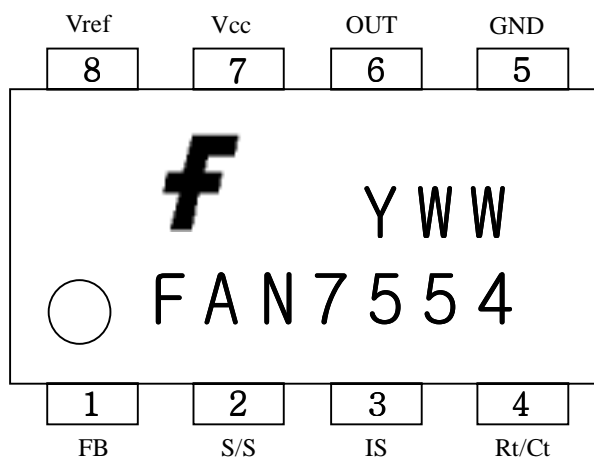 Vref Vcc OUT GND
8 7 6 5
f YWW
FAN7554
1 2 3 4
FB S/S IS Rt/Ct